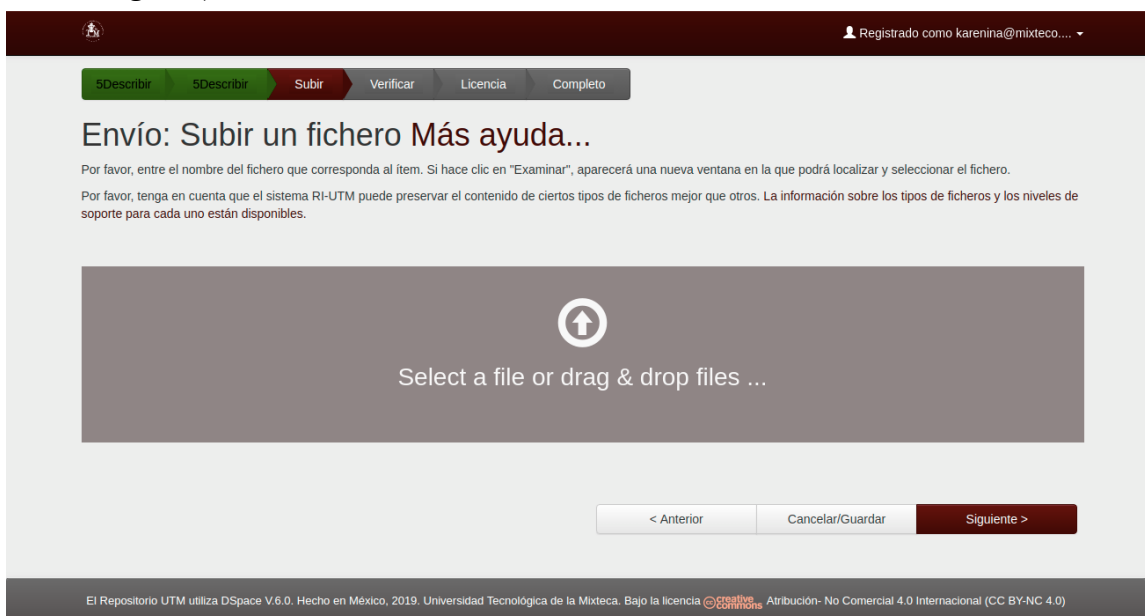 Registrado como karenina@mixteco....
5Describir 5Describir Subir Verificar Licencia Completo
Envío: Subir un fichero Más ayuda...
Por favor, entre el nombre del fichero que corresponda al ítem. Si hace clic en "Examinar", aparecerá una nueva ventana en la que podrá localizar y seleccionar el fichero.
Por favor, tenga en cuenta que el sistema RI-UTM puede preservar el contenido de ciertos tipos de ficheros mejor que otros. La información sobre los tipos de ficheros y los niveles de
soporte para cada uno están disponibles.
Select a file or drag & drop files ...
< Anterior Cancelar/Guardar Siguiente >
El Repositorio UTM utiliza DSpace V.6.0. Hecho en México, 2019. Universidad Tecnológica de la Mixteca. Bajo la licencia creative commons Atribución- No Comercial 4.0 Internacional (CC BY-NC 4.0)